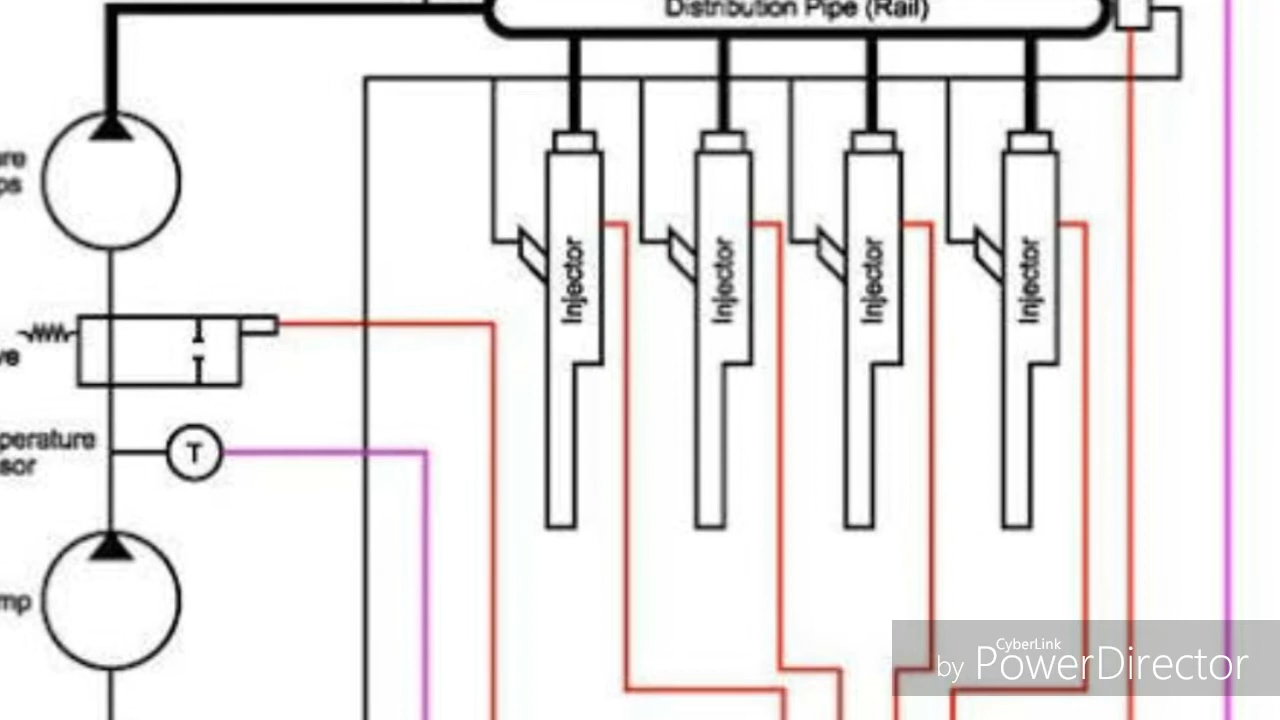 Distribution Pipe (Rail)
Injector
Injector
Injector
Injector
T
CyberLink
by PowerDirector